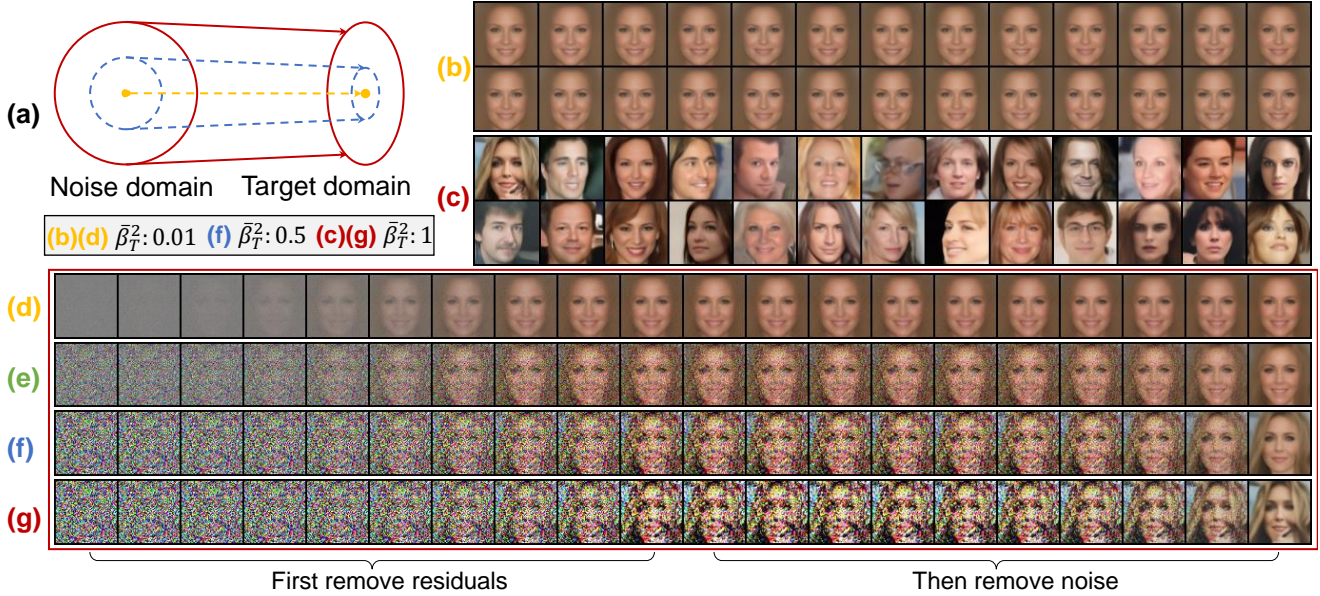 (a)
Noise domain Target domain
(b)(d) β̄²_T: 0.01 (f) β̄²_T: 0.5 (c)(g) β̄²_T: 1
(b)
(c)
(d)
(e)
(f)
(g)
First remove residuals Then remove noise